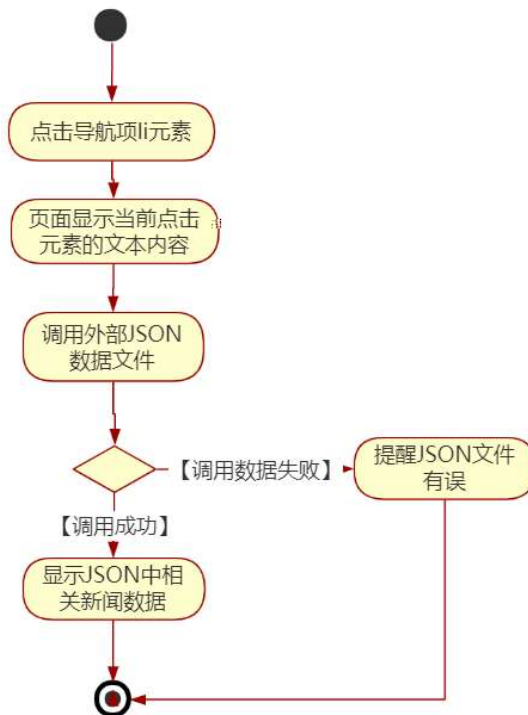 点击导航项li元素
页面显示当前点击
元素的文本内容
调用外部JSON
数据文件
【调用数据失败】
提醒JSON文件
有误
【调用成功】
显示JSON中相
关新闻数据